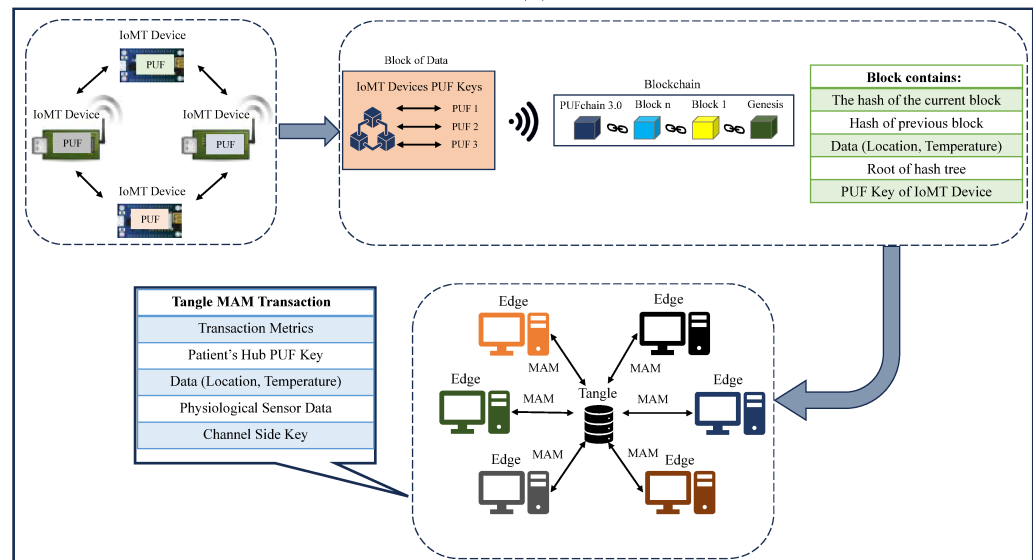 IoMT Device
PUF
IoMT Device
PUF
IoMT Device
PUF
IoMT Device
PUF
Block of Data
IoMT Devices PUF Keys
PUF 1
PUF 2
PUF 3
Blockchain
PUFchain 3.0 Block n Block 1 Genesis
Block contains:
The hash of the current block
Hash of previous block
Data (Location, Temperature)
Root of hash tree
PUF Key of IoMT Device
Tangle MAM Transaction
Transaction Metrics
Patient's Hub PUF Key
Data (Location, Temperature)
Physiological Sensor Data
Channel Side Key
Edge
Edge
MAM
MAM
Edge
Tangle
Edge
MAM
MAM
Edge
MAM
MAM
Edge